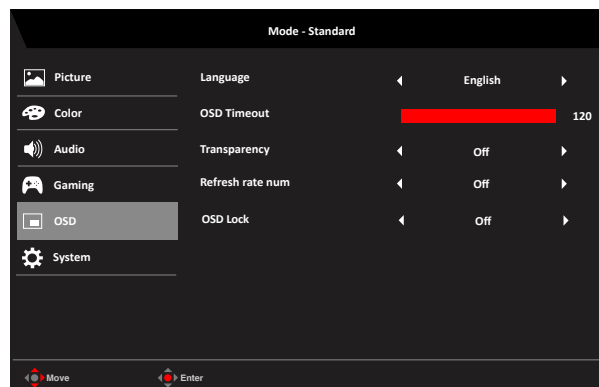 Mode - Standard
Picture
Language English
Color
OSD Timeout 120
Audio
Transparency Off
Gaming
Refresh rate num Off
OSD
OSD Lock Off
System
Move Enter